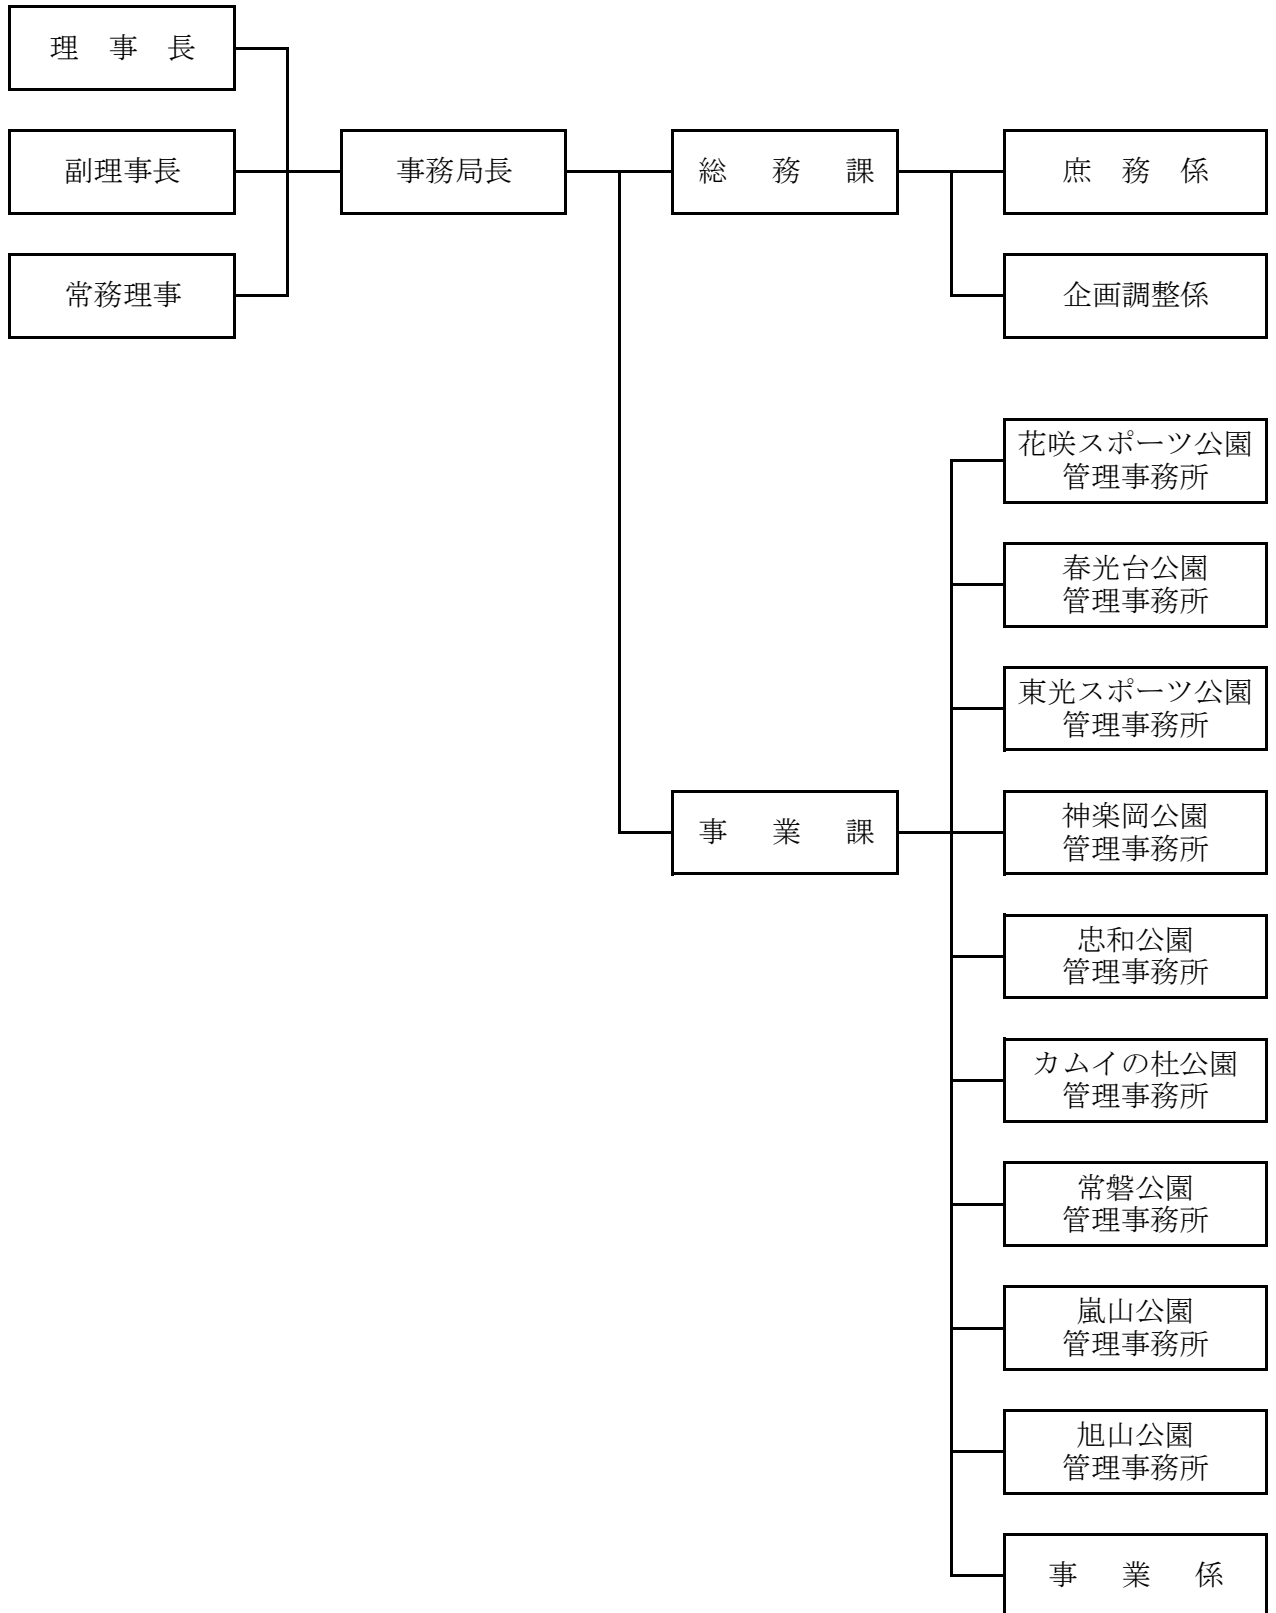 理　事　長
副理事長
事務局長
総　務　課
庶　務　係
常務理事
企画調整係
花咲スポーツ公園
管理事務所
春光台公園
管理事務所
東光スポーツ公園
管理事務所
事　業　課
神楽岡公園
管理事務所
忠和公園
管理事務所
カムイの杜公園
管理事務所
常磐公園
管理事務所
嵐山公園
管理事務所
旭山公園
管理事務所
事　業　係